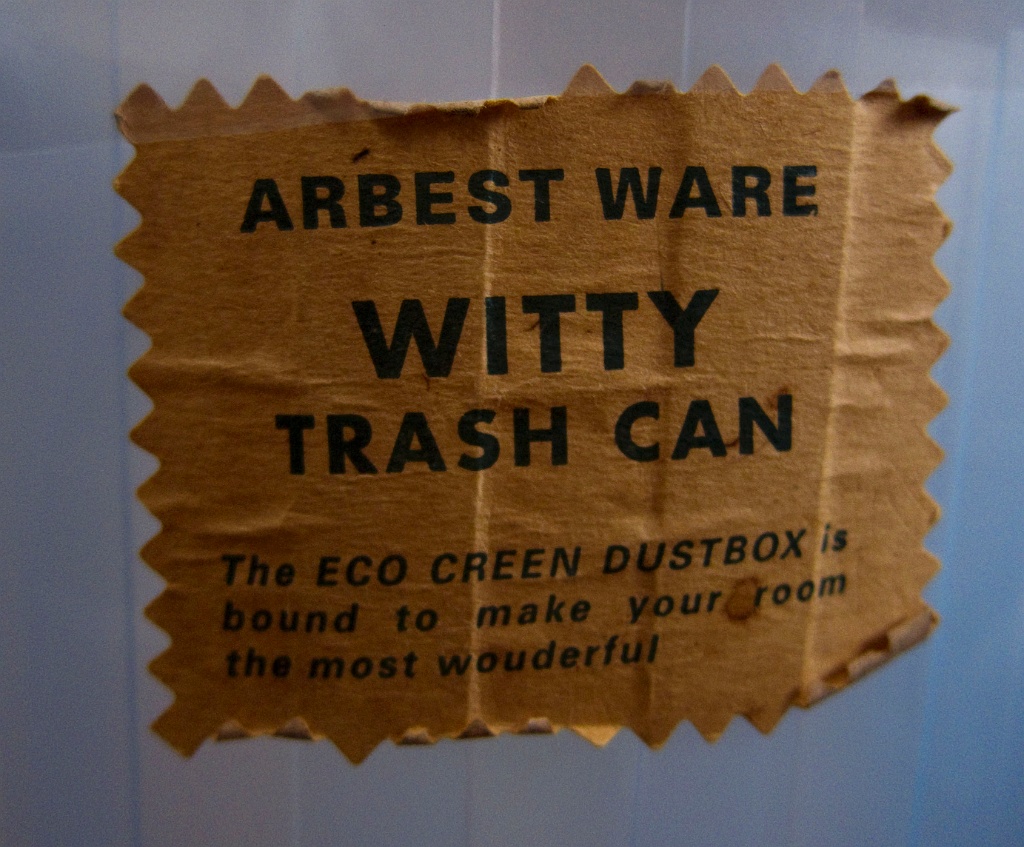 ARBEST WARE
WITTY
TRASH CAN
The ECO CREEN DUSTBOX is
bound to make your room
the most wouderful